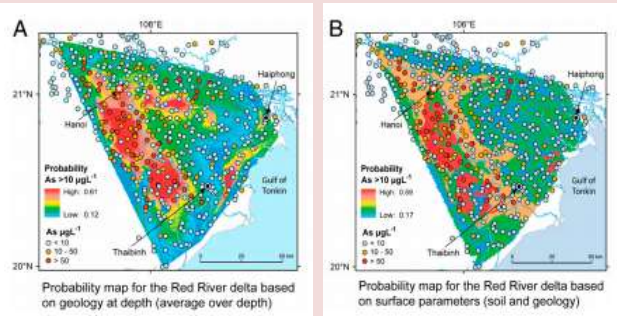 A
106°E
21°N
Haiphong
Hanoi
Probability
As >10 µgL⁻¹
High: 0.61
Low: 0.12
Gulf of
Tonkin
As µgL⁻¹
< 10
10 - 50
> 50
Thaibinh
20°N
0 25 50 km
Probability map for the Red River delta based
on geology at depth (average over depth)
B
106°E
21°N
Haiphong
Hanoi
Probability
As >10 µgL⁻¹
Low: 0.17
Gulf of
Tonkin
As µgL⁻¹
< 10
10 - 50
> 50
Thaibinh
20°N
Probability map for the Red River delta based
on surface parameters (soil and geology)